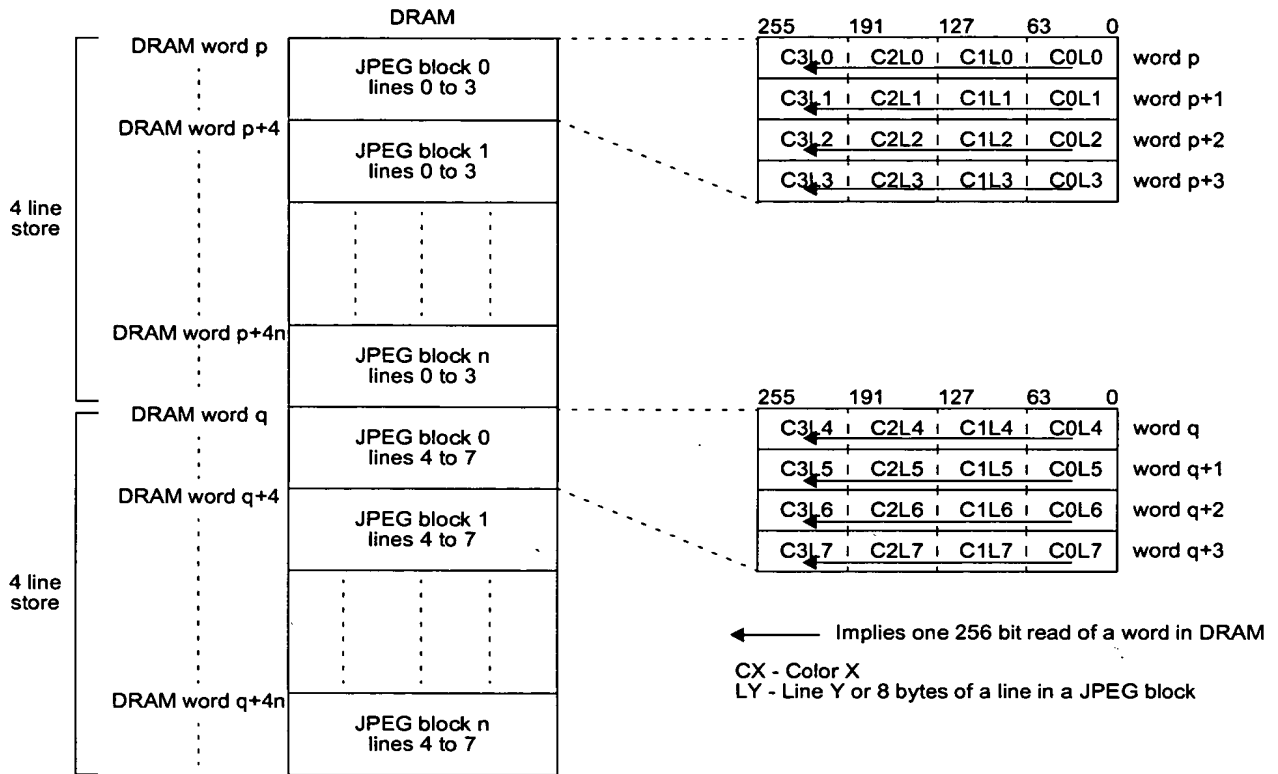 DRAM
DRAM word p
JPEG block 0
lines 0 to 3
DRAM word p+4
JPEG block 1
lines 0 to 3
4 line
store
DRAM word p+4n
JPEG block n
lines 0 to 3
DRAM word q
JPEG block 0
lines 4 to 7
DRAM word q+4
JPEG block 1
lines 4 to 7
4 line
store
DRAM word q+4n
JPEG block n
lines 4 to 7
255 191 127 63 0
C3L0 C2L0 C1L0 C0L0 word p
C3L1 C2L1 C1L1 C0L1 word p+1
C3L2 C2L2 C1L2 C0L2 word p+2
C3L3 C2L3 C1L3 C0L3 word p+3
255 191 127 63 0
C3L4 C2L4 C1L4 C0L4 word q
C3L5 C2L5 C1L5 C0L5 word q+1
C3L6 C2L6 C1L6 C0L6 word q+2
C3L7 C2L7 C1L7 C0L7 word q+3
Implies one 256 bit read of a word in DRAM
CX - Color X
LY - Line Y or 8 bytes of a line in a JPEG block